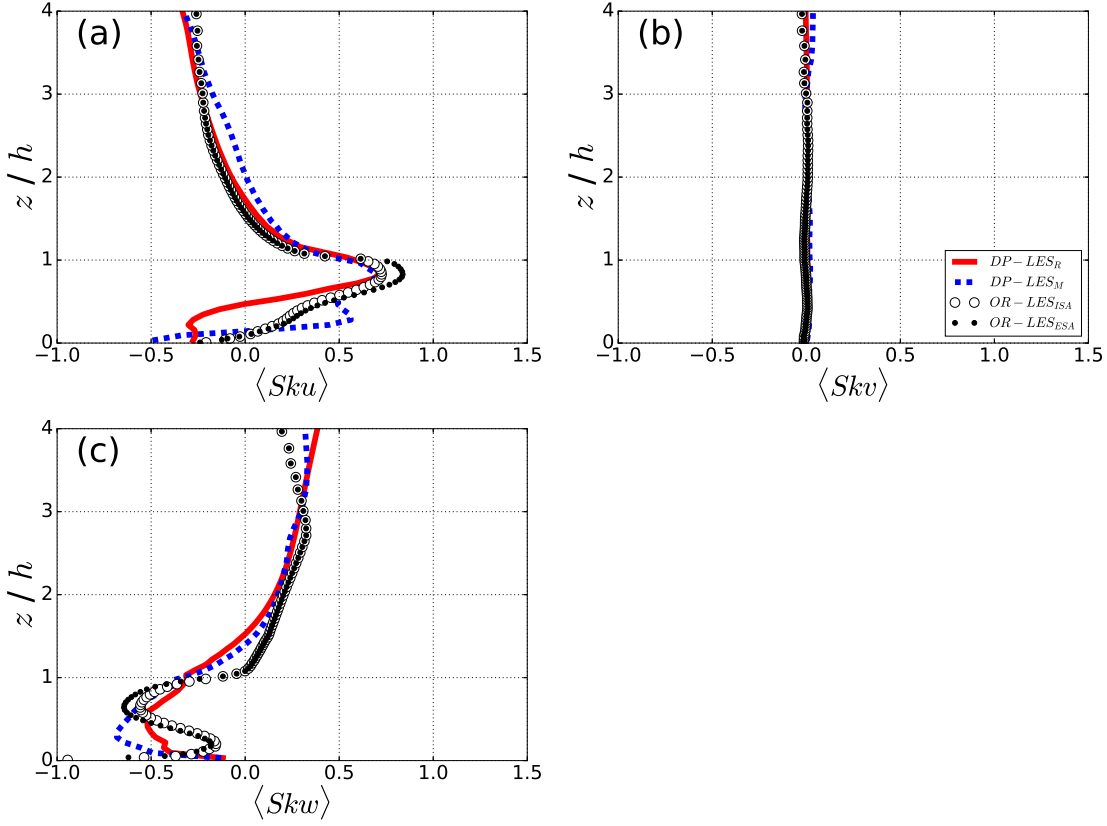 (a)
4
3
2
1
0
z / h
−1.0 −0.5 0.0 0.5 1.0 1.5
⟨Sku⟩
(b)
4
3
2
1
0
z / h
DP − LES_R
DP − LES_M
OR − LES_ISA
OR − LES_ESA
−1.0 −0.5 0.0 0.5 1.0 1.5
⟨Skv⟩
(c)
4
3
2
1
0
z / h
−1.0 −0.5 0.0 0.5 1.0 1.5
⟨Skw⟩